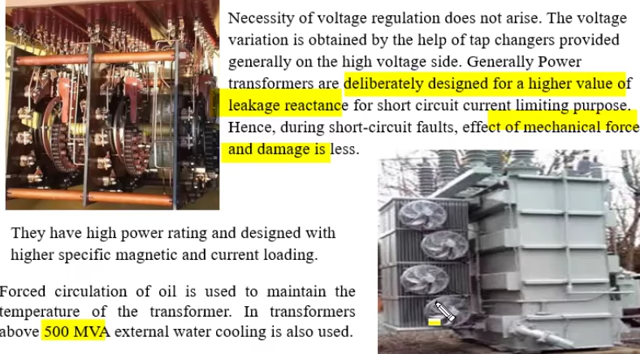 Necessity of voltage regulation does not arise. The voltage
variation is obtained by the help of tap changers provided
generally on the high voltage side. Generally Power
transformers are deliberately designed for a higher value of
leakage reactance for short circuit current limiting purpose.
Hence, during short-circuit faults, effect of mechanical force
and damage is less.
They have high power rating and designed with
higher specific magnetic and current loading.
Forced circulation of oil is used to maintain the
temperature of the transformer. In transformers
above 500 MVA external water cooling is also used.